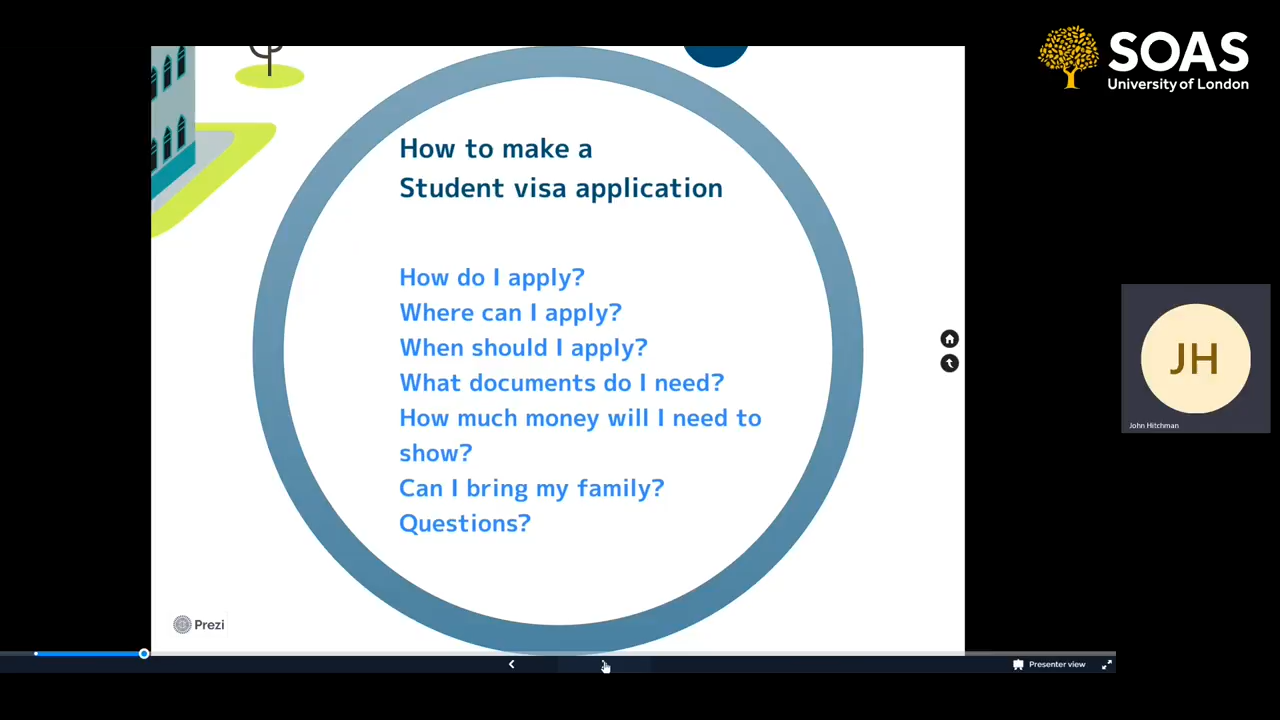 SOAS
University of London
How to make a
Student visa application
How do I apply?
Where can I apply?
When should I apply?
What documents do I need?
How much money will I need to
show?
Can I bring my family?
Questions?
JH
John Hitchman
Prezi
Presenter view